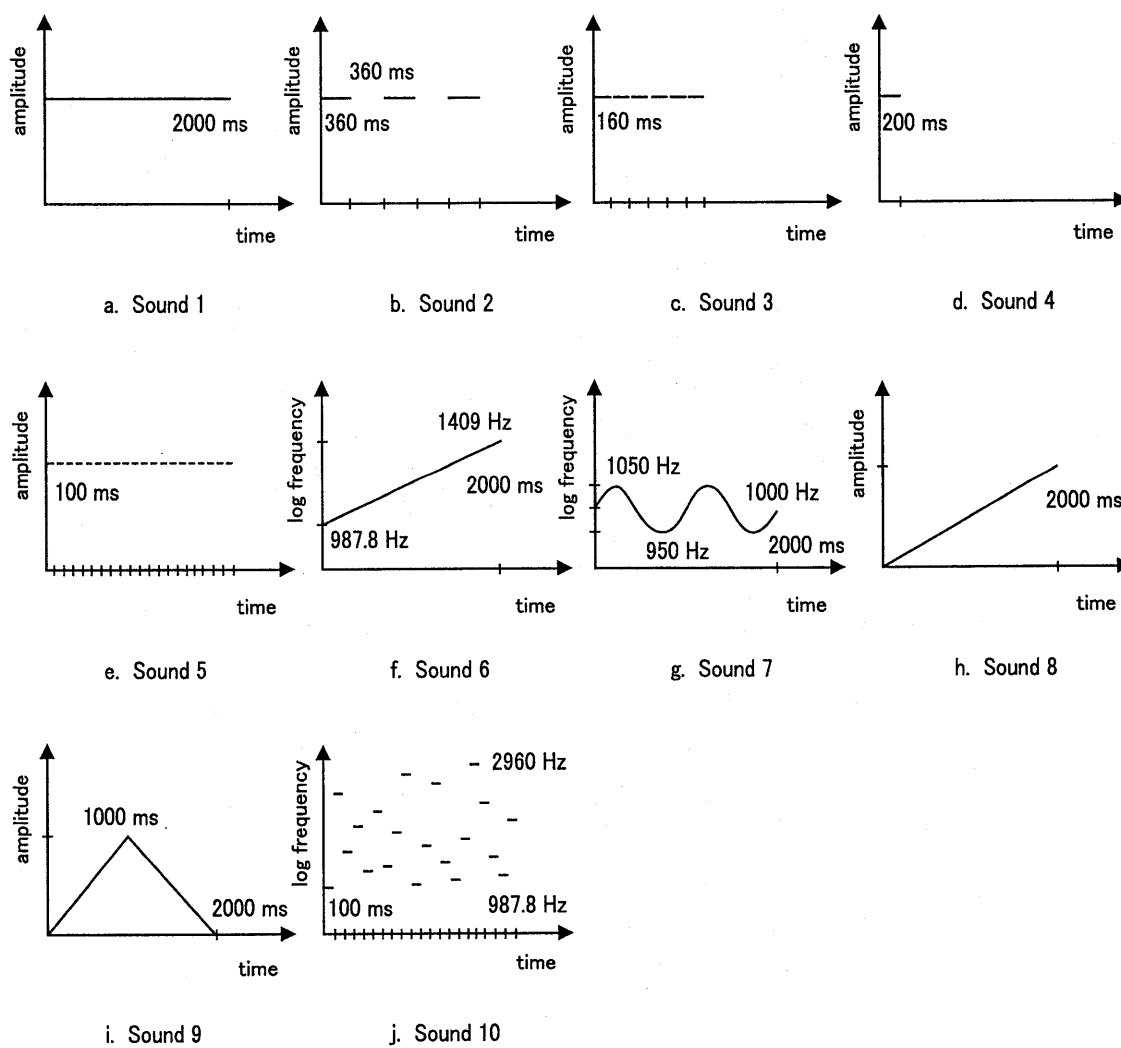 amplitude
2000 ms
time
a. Sound 1
amplitude
360 ms
360 ms
time
b. Sound 2
amplitude
160 ms
time
c. Sound 3
amplitude
200 ms
time
d. Sound 4
amplitude
100 ms
time
e. Sound 5
log frequency
1409 Hz
2000 ms
987.8 Hz
time
f. Sound 6
log frequency
1050 Hz
1000 Hz
950 Hz
2000 ms
time
g. Sound 7
amplitude
2000 ms
time
h. Sound 8
amplitude
1000 ms
2000 ms
time
i. Sound 9
log frequency
2960 Hz
100 ms
987.8 Hz
time
j. Sound 10